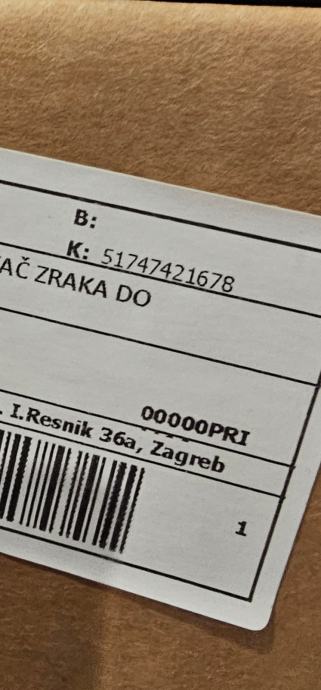 B:
K: 51747421678
AČ ZRAKA DO
00000PRI
. I.Resnik 36a, Zagreb
1